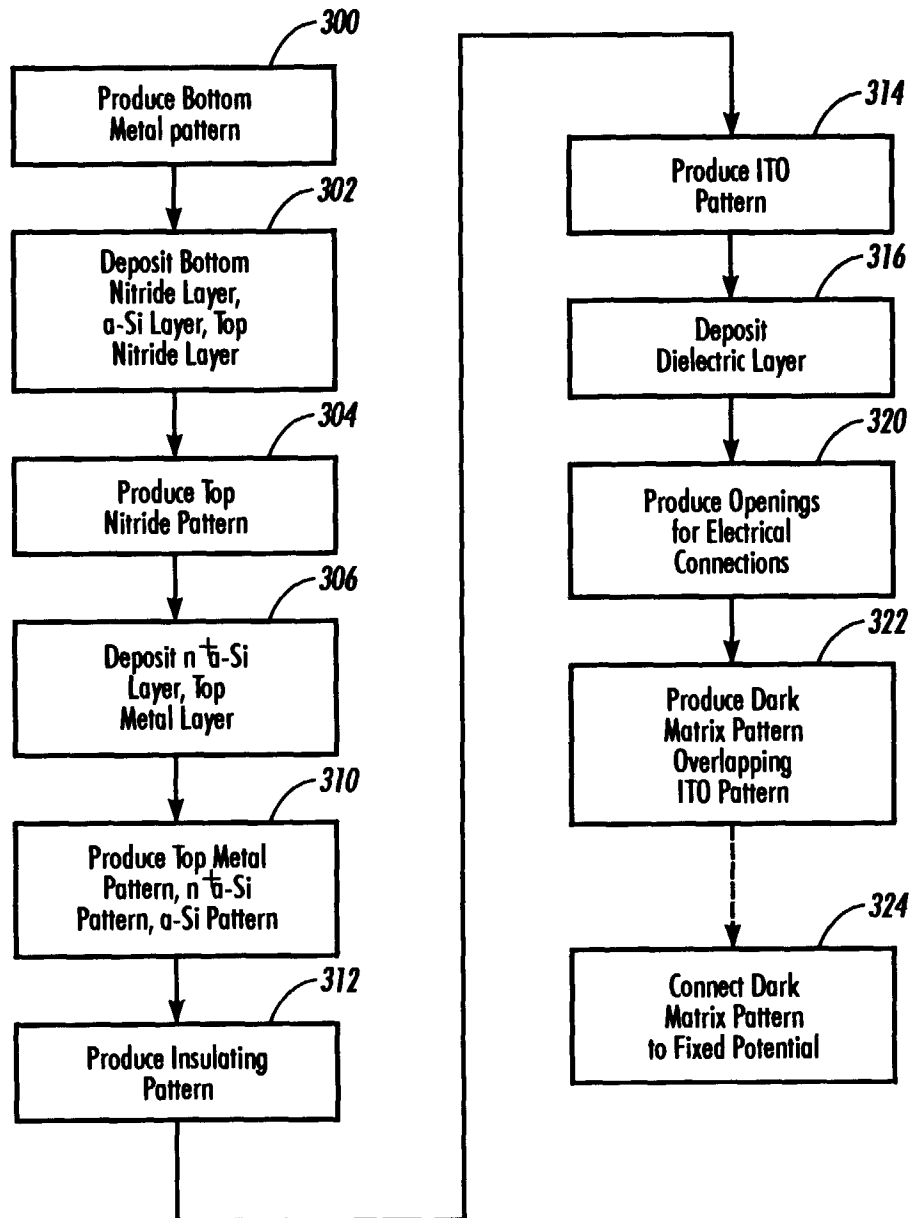 300
Produce Bottom
Metal pattern
302
Deposit Bottom
Nitride Layer,
a-Si Layer, Top
Nitride Layer
304
Produce Top
Nitride Pattern
306
Deposit n⁺a-Si
Layer, Top
Metal Layer
310
Produce Top Metal
Pattern, n⁺a-Si
Pattern, a-Si Pattern
312
Produce Insulating
Pattern
314
Produce ITO
Pattern
316
Deposit
Dielectric Layer
320
Produce Openings
for Electrical
Connections
322
Produce Dark
Matrix Pattern
Overlapping
ITO Pattern
324
Connect Dark
Matrix Pattern
to Fixed Potential